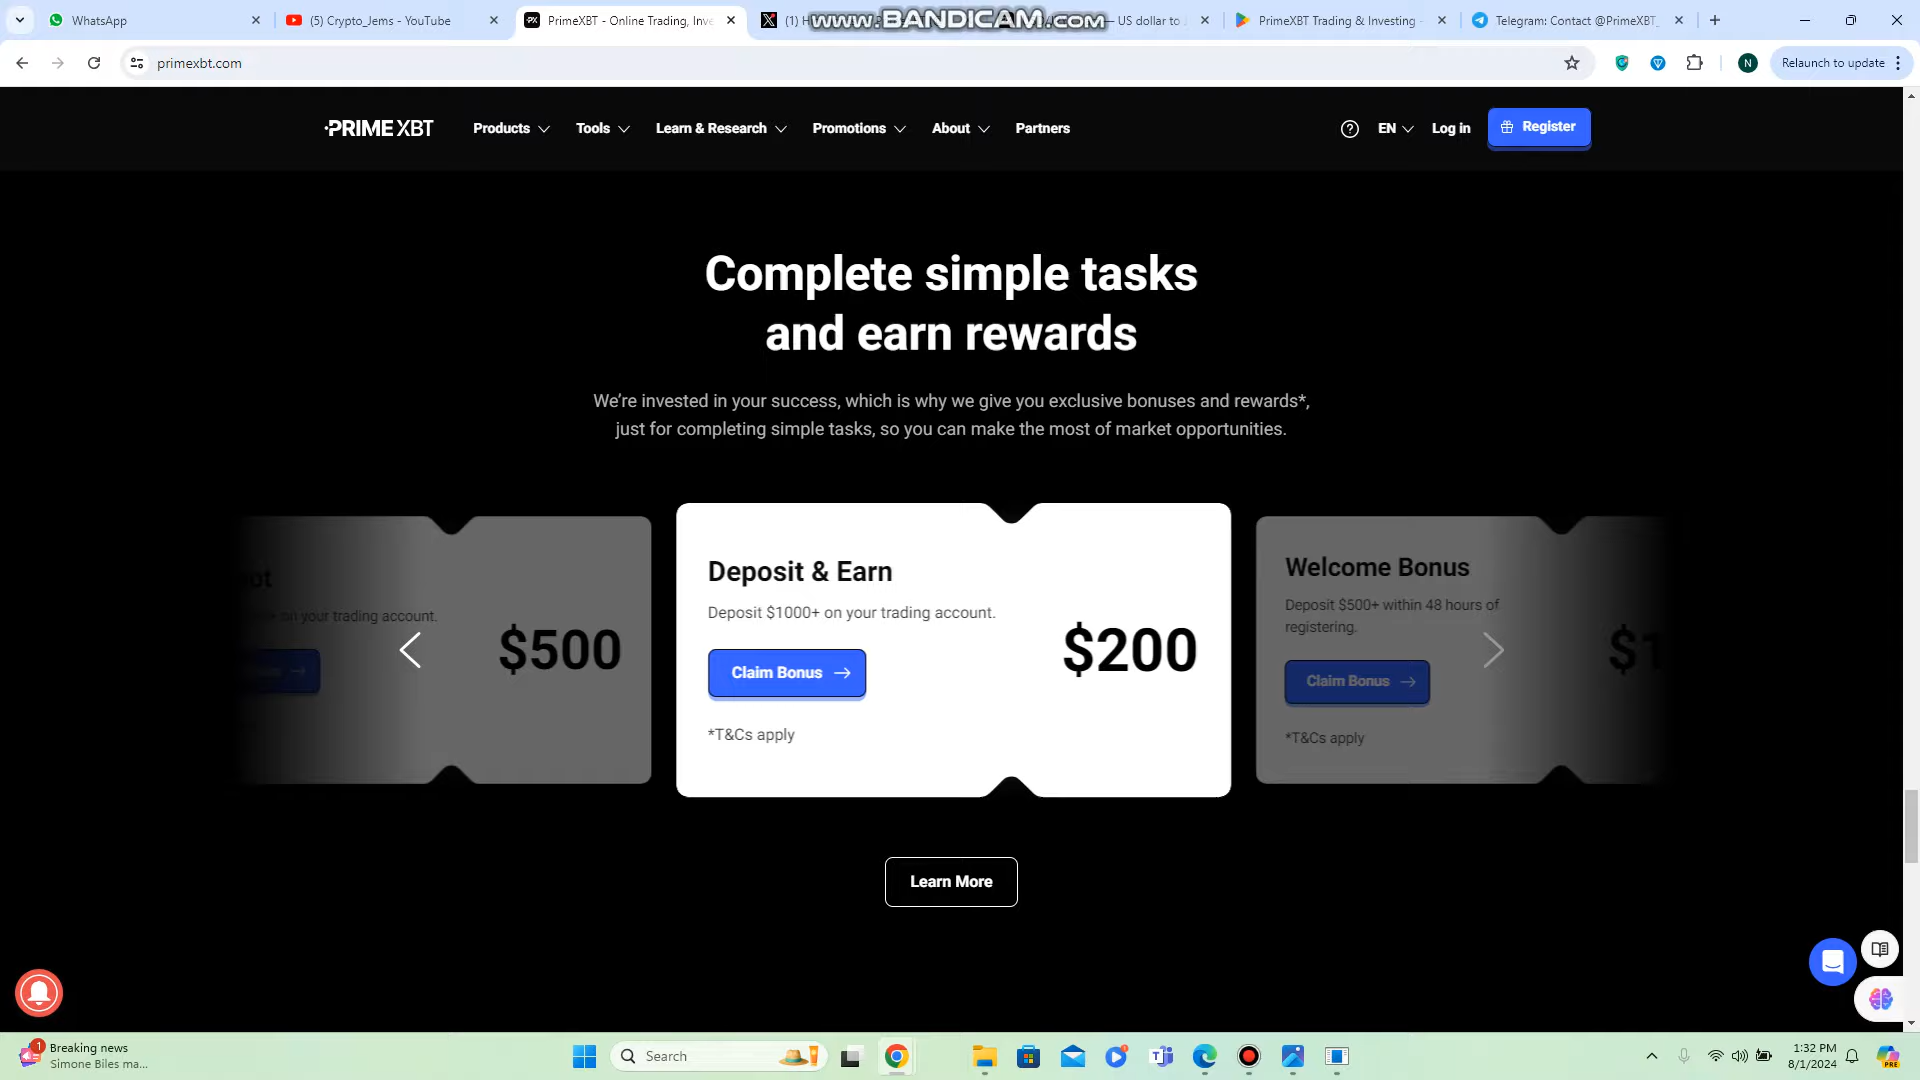 WhatsApp
(5) Crypto_Jems - YouTube
PrimeXBT - Online Trading, Inve
(1) H
www.BANDICAM.com
— US dollar to J
PrimeXBT Trading & Investing -
Telegram: Contact @PrimeXBT_
primexbt.com
N
Relaunch to update
PRIME XBT
Products
Tools
Learn & Research
Promotions
About
Partners
EN
Log in
Register
Complete simple tasks
and earn rewards
We're invested in your success, which is why we give you exclusive bonuses and rewards*,
just for completing simple tasks, so you can make the most of market opportunities.
on your trading account.
$500
Deposit & Earn
Deposit $1000+ on your trading account.
Claim Bonus
$200
*T&Cs apply
Welcome Bonus
Deposit $500+ within 48 hours of
registering.
Claim Bonus
$1
*T&Cs apply
Learn More
1
Breaking news
Simone Biles ma...
Search
1:32 PM
8/1/2024
PRE